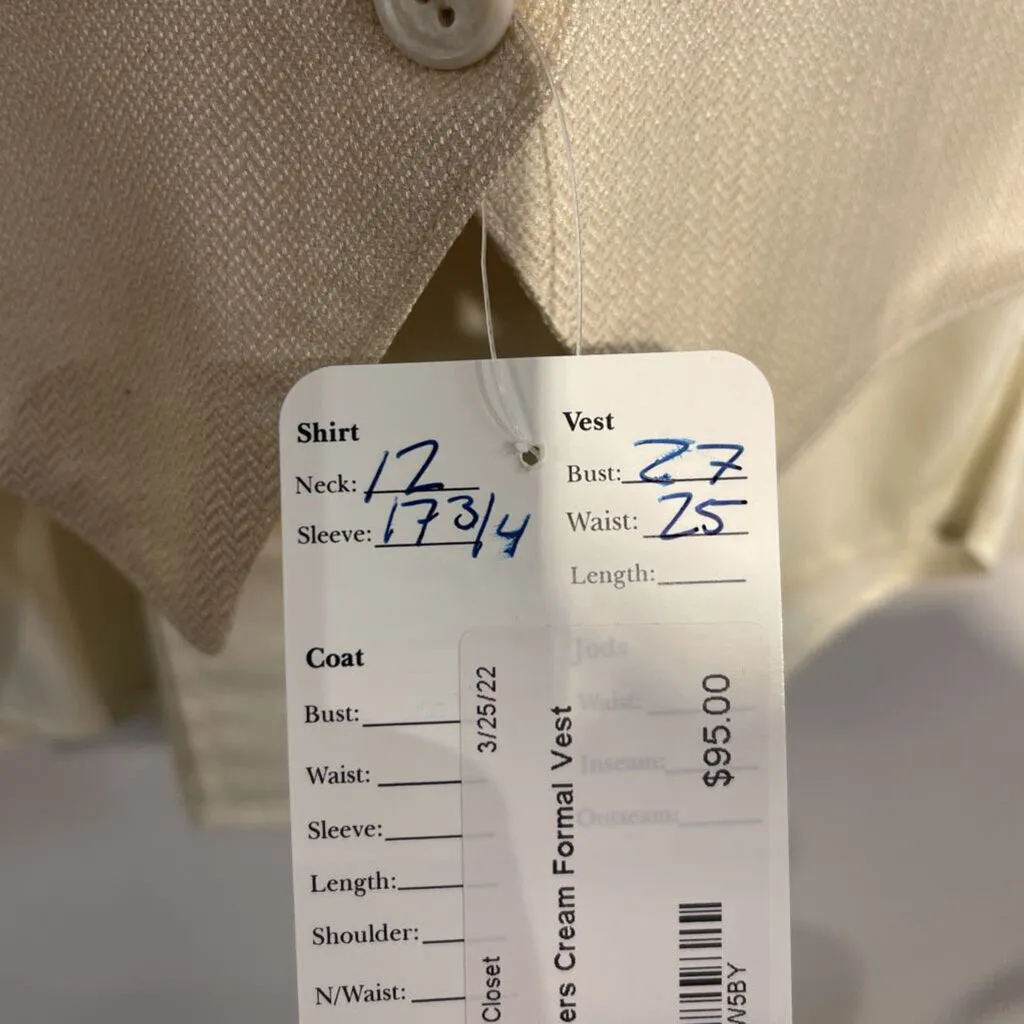 Shirt
Neck: 12
Sleeve: 17 3/4
Vest
Bust: 27
Waist: 25
Length:
Coat
Bust:
Waist:
Sleeve:
Length:
Shoulder:
N/Waist:
Jods
Waist:
Inseam:
Outseam:
3/25/22
Closet
ers Cream Formal Vest
$95.00
W5BY